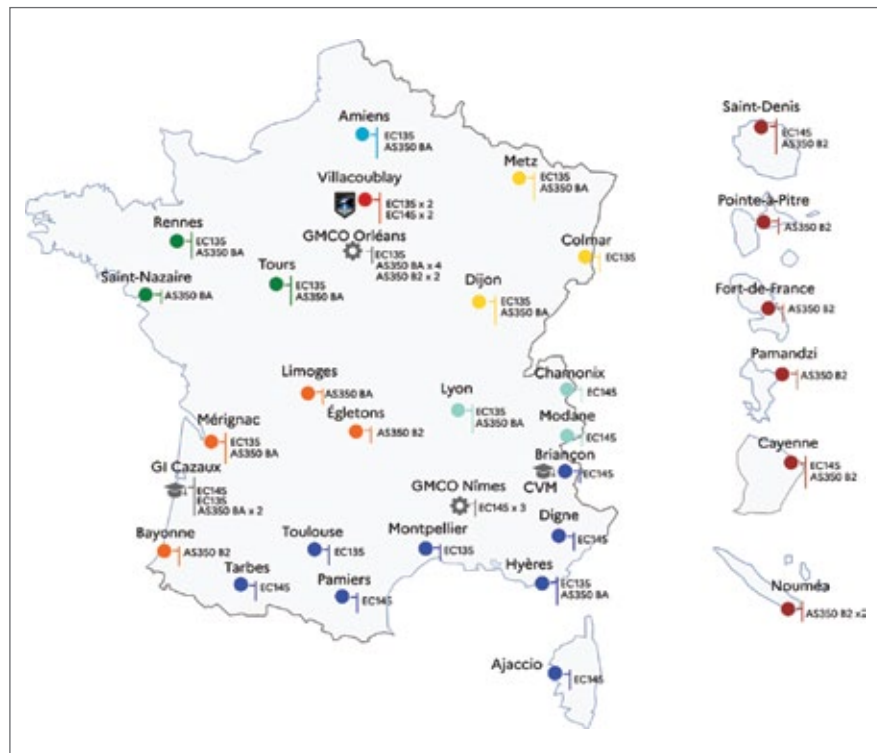 Amiens
EC135
AS350 BA
Metz
EC135
AS350 BA
Villacoublay
EC135 x 2
EC145 x 2
Rennes
EC135
AS350 BA
GMCO Orléans
EC135
AS350 BA x 4
AS350 B2 x 2
Colmar
EC135
Saint-Nazaire
AS350 BA
Tours
EC135
AS350 BA
Dijon
EC135
AS350 BA
Limoges
AS350 BA
Égletons
AS350 B2
Lyon
EC135
AS350 BA
Chamonix
EC145
Modane
EC145
Mérignac
EC135
AS350 BA
Briançon
EC145
CVM
GI Cazaux
EC145
EC135
AS350 BA x 2
GMCO Nîmes
EC145 x 3
Digne
EC145
Bayonne
AS350 B2
Toulouse
EC135
Montpellier
EC135
Tarbes
EC145
Pamiers
EC145
Hyères
EC135
AS350 BA
Ajaccio
EC145
Saint-Denis
EC145
AS350 B2
Pointe-à-Pitre
AS350 B2
Fort-de-France
AS350 B2
Pamandzi
AS350 B2
Cayenne
EC145
AS350 B2
Nouméa
AS350 B2 x2